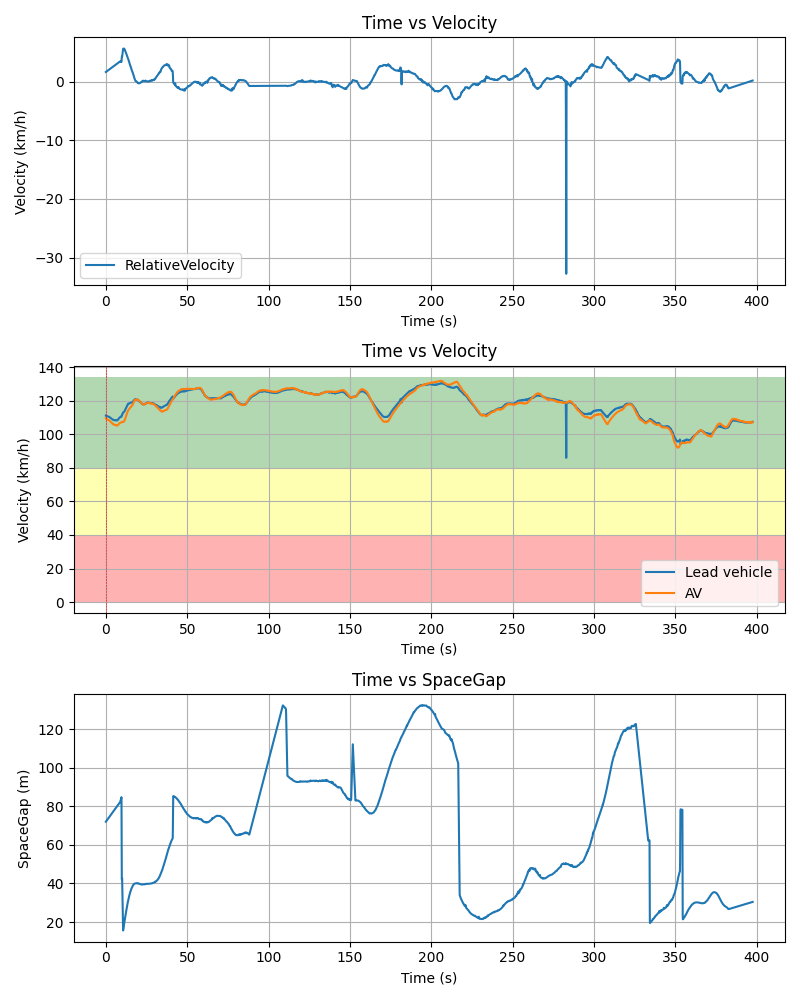 Time vs Velocity
Velocity (km/h)
0
−10
−20
−30
RelativeVelocity
0 50 100 150 200 250 300 350 400
Time (s)
Time vs Velocity
Velocity (km/h)
140
120
100
80
60
40
20
0
Lead vehicle
AV
0 50 100 150 200 250 300 350 400
Time (s)
Time vs SpaceGap
SpaceGap (m)
120
100
80
60
40
20
0 50 100 150 200 250 300 350 400
Time (s)